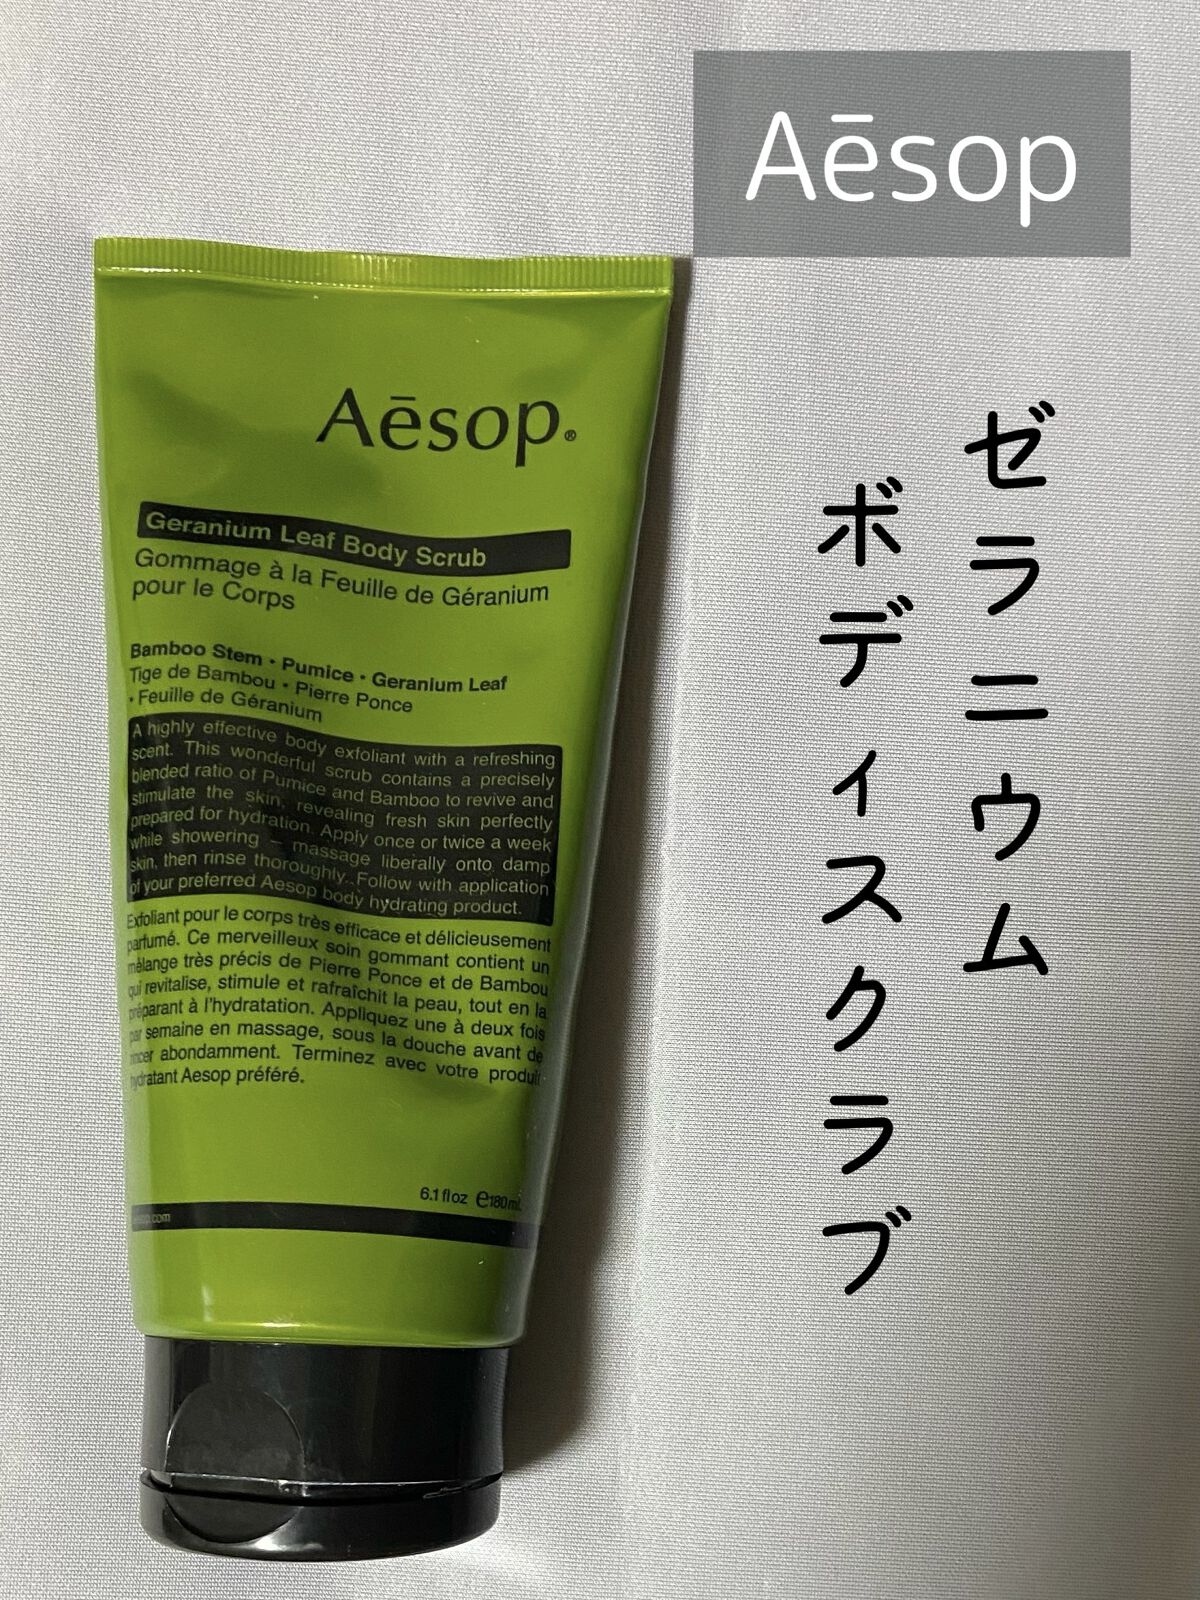 Aēsop
ゼラニウム
ボディスクラブ
Aēsop®
Geranium Leaf Body Scrub
Gommage à la Feuille de Géranium
pour le Corps
Bamboo Stem • Pumice • Geranium Leaf
Tige de Bambou • Pierre Ponce
• Feuille de Géranium
A highly effective body exfoliant with a refreshing
scent. This wonderful scrub contains a precisely
blended ratio of Pumice and Bamboo to revive and
stimulate the skin, revealing fresh skin perfectly
prepared for hydration. Apply once or twice a week
while showering – massage liberally onto damp
skin, then rinse thoroughly. Follow with application
of your preferred Aesop body hydrating product.
Exfoliant pour le corps très efficace et délicieusement
parfumé. Ce merveilleux soin gommant contient un
mélange très précis de Pierre Ponce et de Bambou
qui revitalise, stimule et rafraîchit la peau, tout en la
préparant à l'hydratation. Appliquez une à deux fois
par semaine en massage, sous la douche avant de
rincer abondamment. Terminez avec votre produit
hydratant Aesop préféré.
6.1 fl oz ℮180 mL